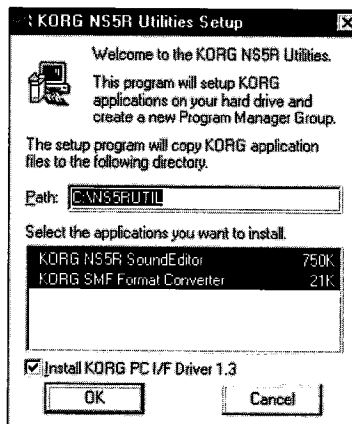 KORG NS5R Utilities Setup
Welcome to the KORG NS5R Utilities.
This program will setup KORG
applications on your hard drive and
create a new Program Manager Group.
The setup program will copy KORG application
files to the following directory.
Path: C:\NS5RUTIL
Select the applications you want to install.
KORG NS5R SoundEditor 750K
KORG SMF Format Converter 21K
Install KORG PC I/F Driver 1.3
OK Cancel